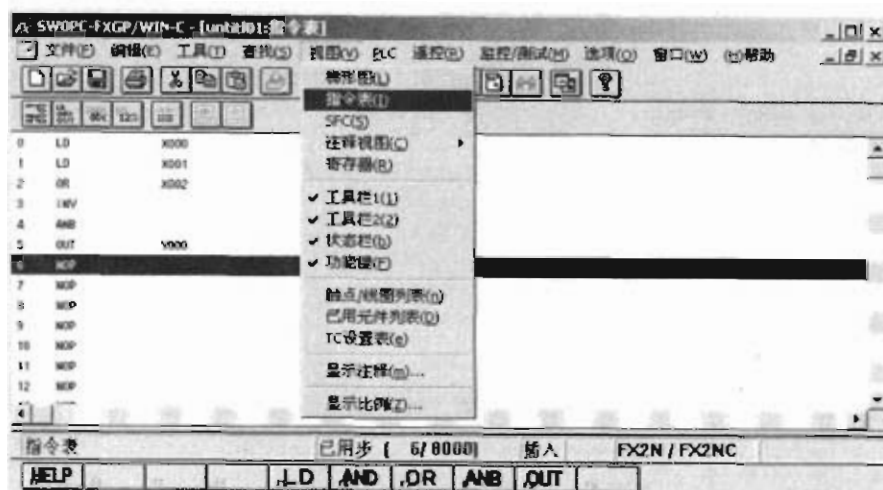 SWOPC-FXGP/WIN-C - [untitl01:指令表]
文件(F) 编辑(E) 工具(T) 查找(S) 视图(V) PLC 遥控(R) 监控/测试(M) 选项(O) 窗口(W) (H)帮助
梯形图(L)
指令表(I)
SFC(S)
注释视图(C)
寄存器(R)
✔ 工具栏1(1)
✔ 工具栏2(2)
✔ 状态栏(b)
✔ 功能键(F)
触点/线圈列表(n)
已用元件列表(D)
TC设置表(e)
显示注释(m)...
显示比例(Z)...
0 LD X000
1 LD X001
2 OR X002
3 INV
4 ANB
5 OUT Y000
6 NOP
7 NOP
8 NOP
9 NOP
10 NOP
11 NOP
12 NOP
指令表 已用步 [ 6/8000] 插入 FX2N / FX2NC
HELP LD AND OR ANB OUT